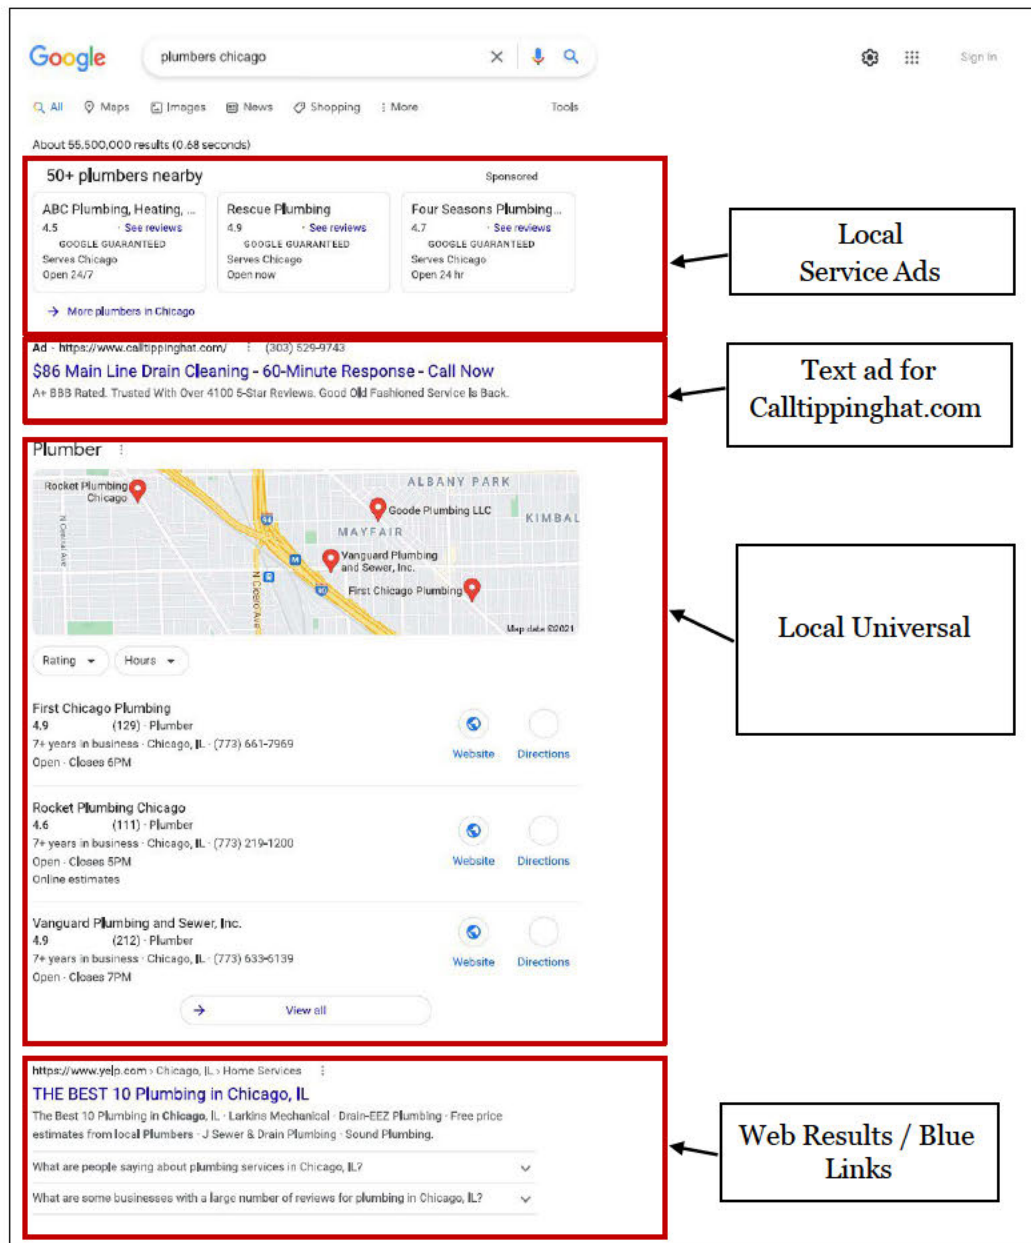 Google
plumbers chicago
Sign in
All Maps Images News Shopping More Tools
About 55,500,000 results (0.68 seconds)
50+ plumbers nearby
Sponsored
ABC Plumbing, Heating, ...
4.5 · See reviews
GOOGLE GUARANTEED
Serves Chicago
Open 24/7
Rescue Plumbing
4.9 · See reviews
GOOGLE GUARANTEED
Serves Chicago
Open now
Four Seasons Plumbing...
4.7 · See reviews
GOOGLE GUARANTEED
Serves Chicago
Open 24 hr
→ More plumbers in Chicago
Local
Service Ads
Ad · https://www.calltippinghat.com/ (303) 529-9743
$86 Main Line Drain Cleaning - 60-Minute Response - Call Now
A+ BBB Rated. Trusted With Over 4100 5-Star Reviews. Good Old Fashioned Service Is Back.
Text ad for
Calltippinghat.com
Plumber
Rocket Plumbing
Chicago
ALBANY PARK
Goode Plumbing LLC
KIMBAL
MAYFAIR
N Central Ave
Vanguard Plumbing
and Sewer, Inc.
N Cicero Ave
First Chicago Plumbing
Map data ©2021
Rating Hours
Local Universal
First Chicago Plumbing
4.9 (129) · Plumber
7+ years in business · Chicago, IL · (773) 661-7969
Open · Closes 6PM
Website Directions
Rocket Plumbing Chicago
4.6 (111) · Plumber
7+ years in business · Chicago, IL · (773) 219-1200
Open · Closes 5PM
Online estimates
Website Directions
Vanguard Plumbing and Sewer, Inc.
4.9 (212) · Plumber
7+ years in business · Chicago, IL · (773) 633-6139
Open · Closes 7PM
Website Directions
→ View all
https://www.yelp.com › Chicago, IL › Home Services
THE BEST 10 Plumbing in Chicago, IL
The Best 10 Plumbing in Chicago, IL · Larkins Mechanical · Drain-EEZ Plumbing · Free price
estimates from local Plumbers · J Sewer & Drain Plumbing · Sound Plumbing.
What are people saying about plumbing services in Chicago, IL?
What are some businesses with a large number of reviews for plumbing in Chicago, IL?
Web Results / Blue
Links